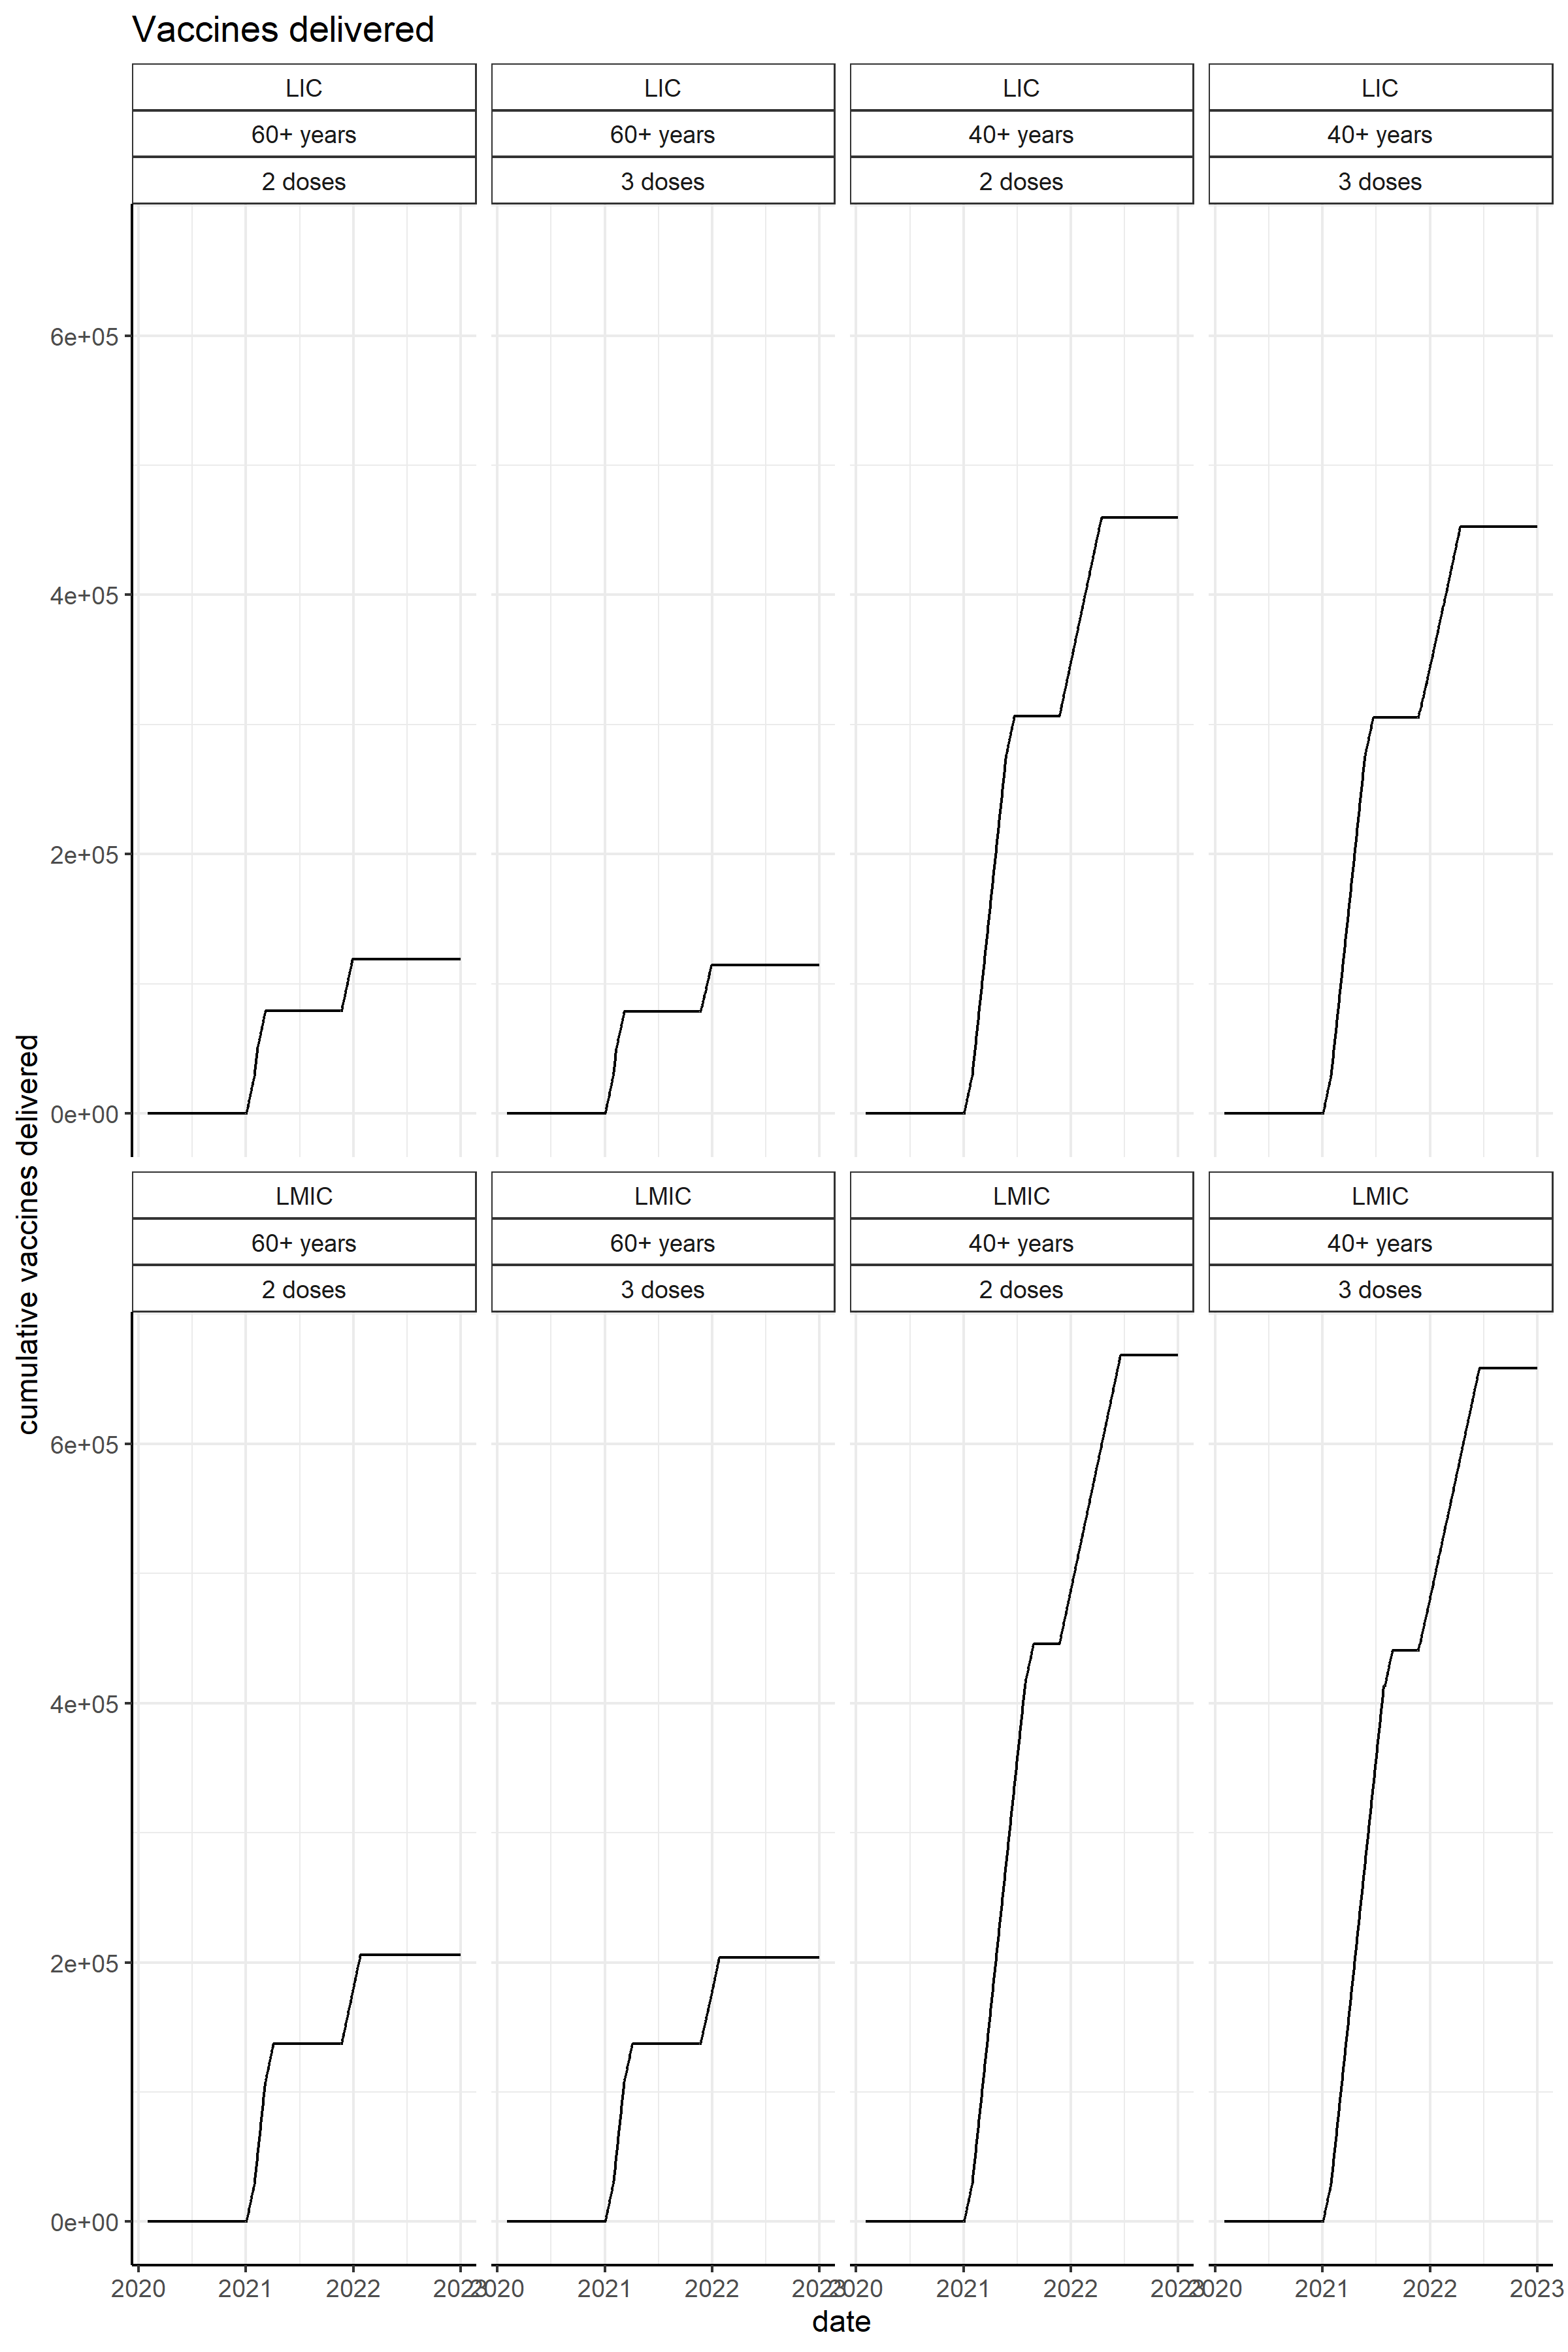 Vaccines delivered
LIC LIC LIC LIC
60+ years 60+ years 40+ years 40+ years
2 doses 3 doses 2 doses 3 doses
6e+05
4e+05
2e+05
0e+00
cumulative vaccines delivered
LMIC LMIC LMIC LMIC
60+ years 60+ years 40+ years 40+ years
2 doses 3 doses 2 doses 3 doses
6e+05
4e+05
2e+05
0e+00
2020 2021 2022 2023 2020 2021 2022 2023 2020 2021 2022 2023 2020 2021 2022 2023
date